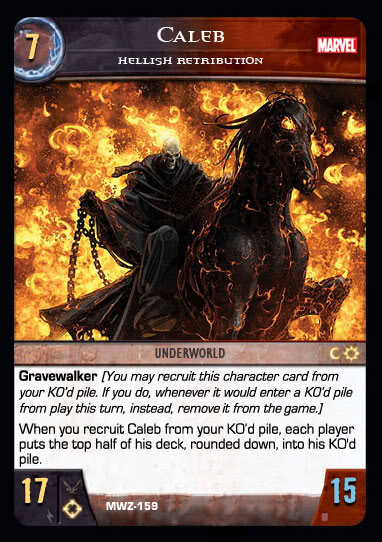 7
Caleb
Hellish Retribution
MARVEL
UNDERWORLD
Gravewalker [You may recruit this character card from
your KO'd pile. If you do, whenever it would enter a KO'd pile
from play this turn, instead, remove it from the game.]
When you recruit Caleb from your KO'd pile, each player
puts the top half of his deck, rounded down, into his KO'd
pile.
17
MWZ-159
15